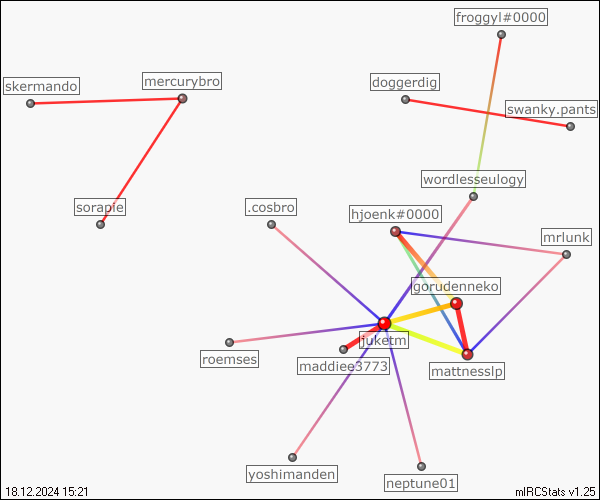 froggyl#0000
skermando
mercurybro
doggerdig
swanky.pants
wordlesseulogy
sorapie
.cosbro
hjoenk#0000
mrlunk
gorudenneko
juketm
roemses
maddiee3773
mattnesslp
yoshimanden
neptune01
18.12.2024 15:21
mIRCStats v1.25